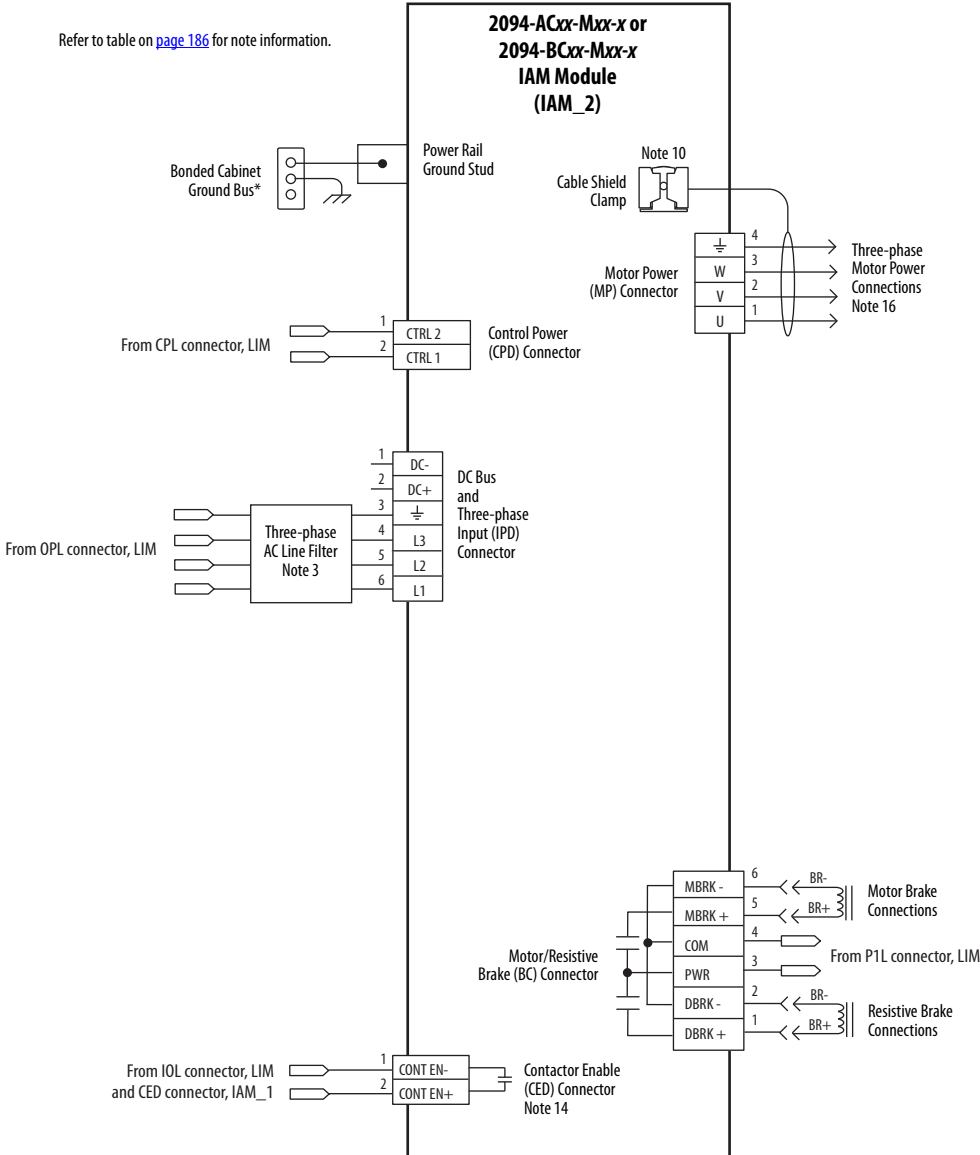 Refer to table on page 186 for note information.
2094-ACxx-Mxx-x or
2094-BCxx-Mxx-x
IAM Module
(IAM_2)
Bonded Cabinet
Ground Bus*
Power Rail
Ground Stud
Note 10
Cable Shield
Clamp
Motor Power
(MP) Connector
4
W
3
V
2
U
1
Three-phase
Motor Power
Connections
Note 16
From CPL connector, LIM
1
CTRL 2
2
CTRL 1
Control Power
(CPD) Connector
1
DC-
2
DC+
3
4
L3
5
L2
6
L1
DC Bus
and
Three-phase
Input (IPD)
Connector
From OPL connector, LIM
Three-phase
AC Line Filter
Note 3
Motor/Resistive
Brake (BC) Connector
MBRK -
6
BR-
MBRK +
5
BR+
COM
4
PWR
3
DBRK -
2
BR-
DBRK +
1
BR+
Motor Brake
Connections
From P1L connector, LIM
Resistive Brake
Connections
From IOL connector, LIM
and CED connector, IAM_1
1
CONT EN-
2
CONT EN+
Contactor Enable
(CED) Connector
Note 14